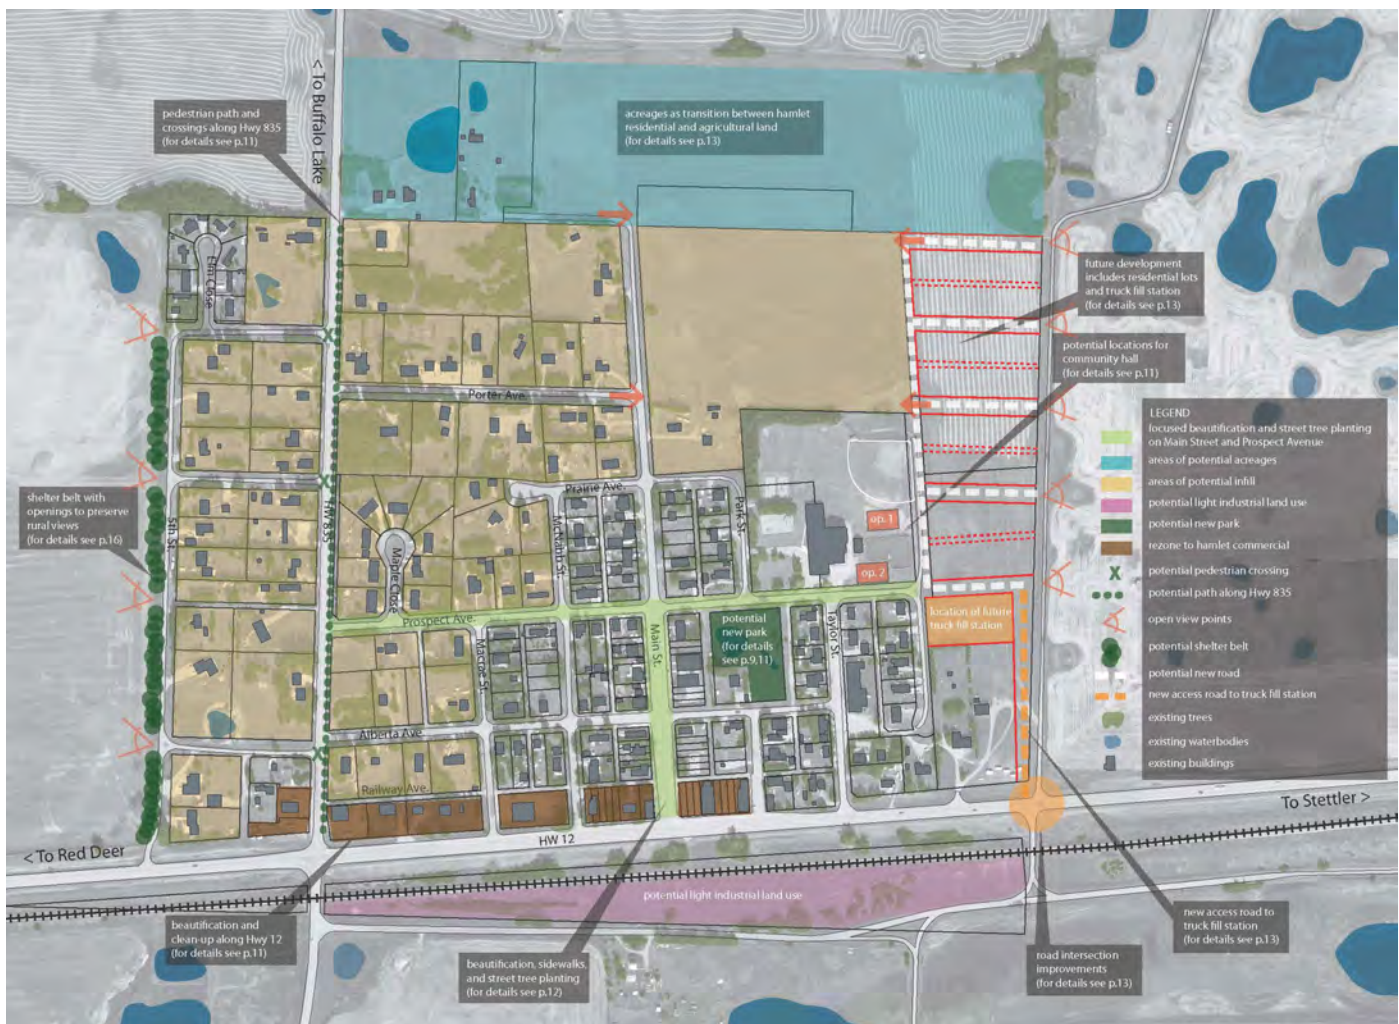 < To Buffalo Lake
pedestrian path and
crossings along Hwy 835
(for details see p.11)
acreages as transition between hamlet
residential and agricultural land
(for details see p.13)
Elm Close
future development
includes residential lots
and truck fill station
(for details see p.13)
potential locations for
community hall
(for details see p.11)
Porter Ave.
LEGEND
focused beautification and street tree planting
on Main Street and Prospect Avenue
areas of potential acreages
areas of potential infill
potential light industrial land use
potential new park
rezone to hamlet commercial
potential pedestrian crossing
potential path along Hwy 835
open view points
potential shelter belt
potential new road
new access road to truck fill station
existing trees
existing waterbodies
existing buildings
shelter belt with
openings to preserve
rural views
(for details see p.16)
5th St.
HW 835
Prairie Ave.
Park St.
op. 1
op. 2
Maple Close
Prospect Ave.
Main St.
potential
new park
(for details
see p.9,11)
Taylor St.
location of future
truck fill station
Alberta Ave.
Railway Ave.
HW 12
To Stettler >
< To Red Deer
potential light industrial land use
beautification and
clean-up along Hwy 12
(for details see p.11)
beautification, sidewalks,
and street tree planting
(for details see p.12)
road intersection
improvements
(for details see p.13)
new access road to
truck fill station
(for details see p.13)